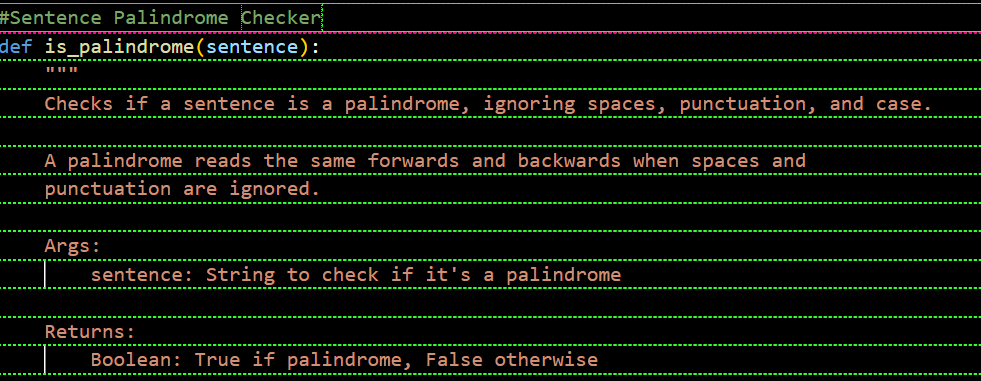 #Sentence Palindrome Checker
def is_palindrome(sentence):
    """
    Checks if a sentence is a palindrome, ignoring spaces, punctuation, and case.

    A palindrome reads the same forwards and backwards when spaces and
    punctuation are ignored.

    Args:
        sentence: String to check if it's a palindrome

    Returns:
        Boolean: True if palindrome, False otherwise